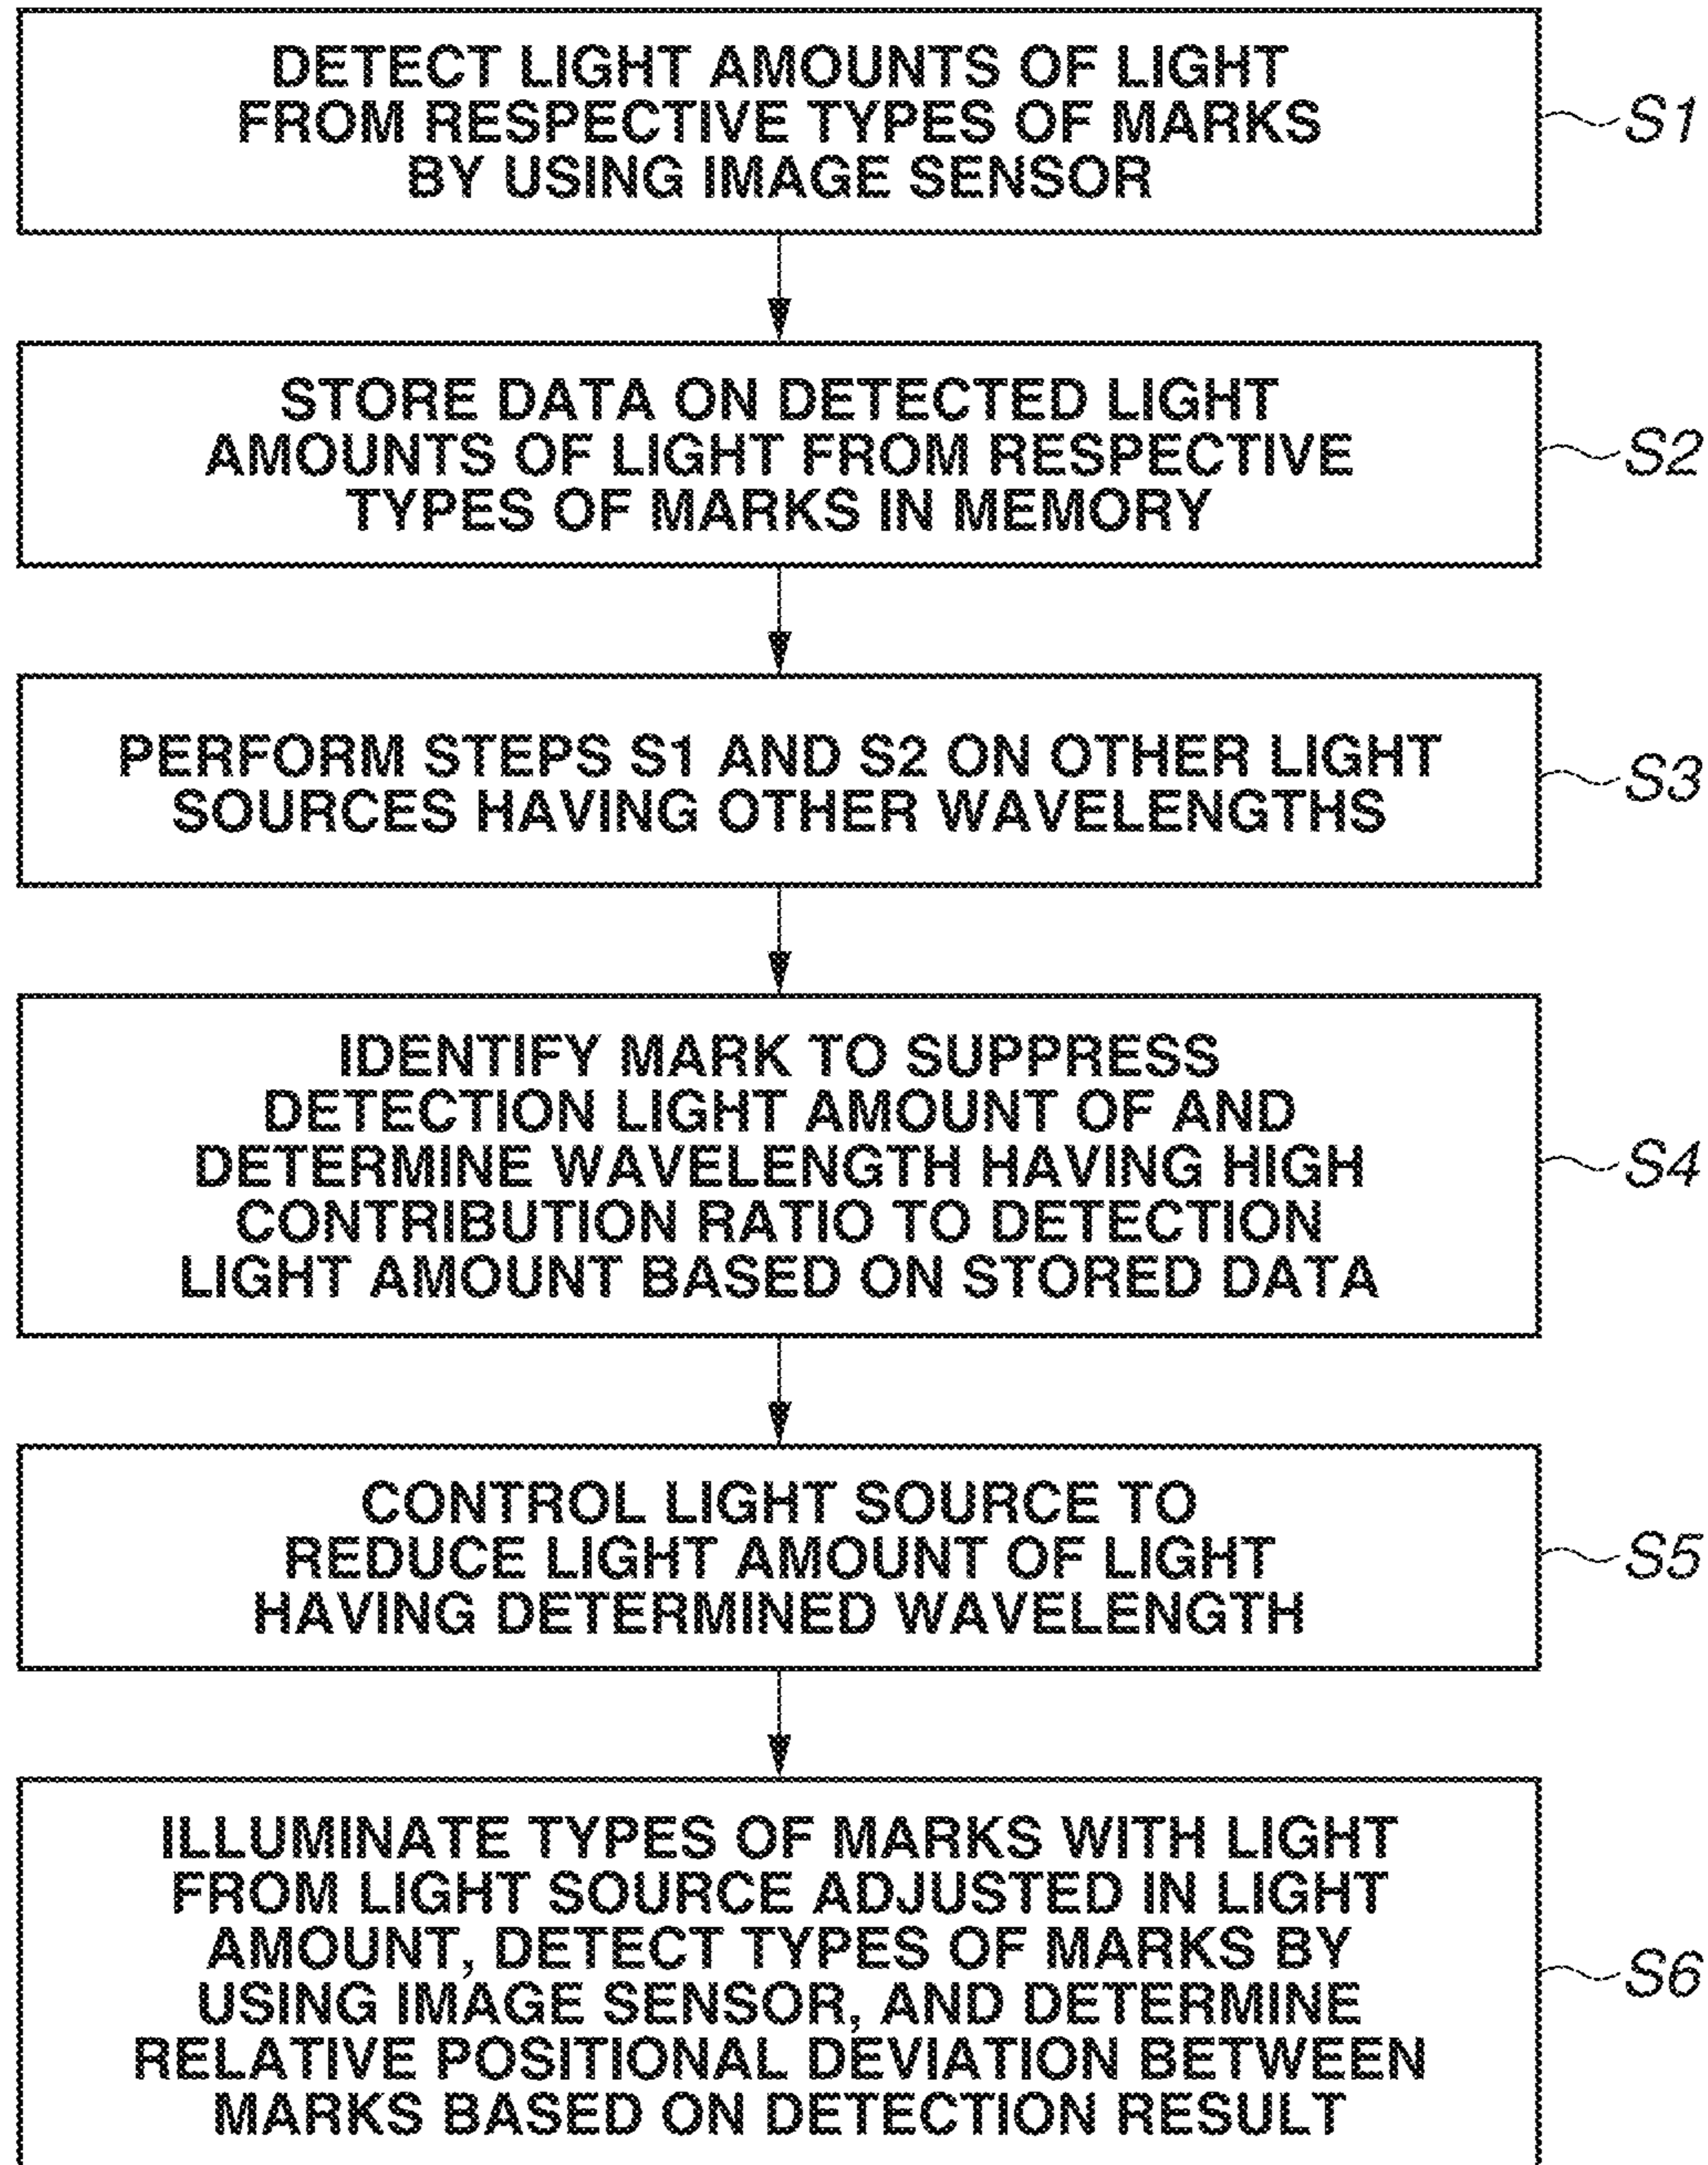 DETECT LIGHT AMOUNTS OF LIGHT
FROM RESPECTIVE TYPES OF MARKS
BY USING IMAGE SENSOR
S1
STORE DATA ON DETECTED LIGHT
AMOUNTS OF LIGHT FROM RESPECTIVE
TYPES OF MARKS IN MEMORY
S2
PERFORM STEPS S1 AND S2 ON OTHER LIGHT
SOURCES HAVING OTHER WAVELENGTHS
S3
IDENTIFY MARK TO SUPPRESS
DETECTION LIGHT AMOUNT OF AND
DETERMINE WAVELENGTH HAVING HIGH
CONTRIBUTION RATIO TO DETECTION
LIGHT AMOUNT BASED ON STORED DATA
S4
CONTROL LIGHT SOURCE TO
REDUCE LIGHT AMOUNT OF LIGHT
HAVING DETERMINED WAVELENGTH
S5
ILLUMINATE TYPES OF MARKS WITH LIGHT
FROM LIGHT SOURCE ADJUSTED IN LIGHT
AMOUNT, DETECT TYPES OF MARKS BY
USING IMAGE SENSOR, AND DETERMINE
RELATIVE POSITIONAL DEVIATION BETWEEN
MARKS BASED ON DETECTION RESULT
S6